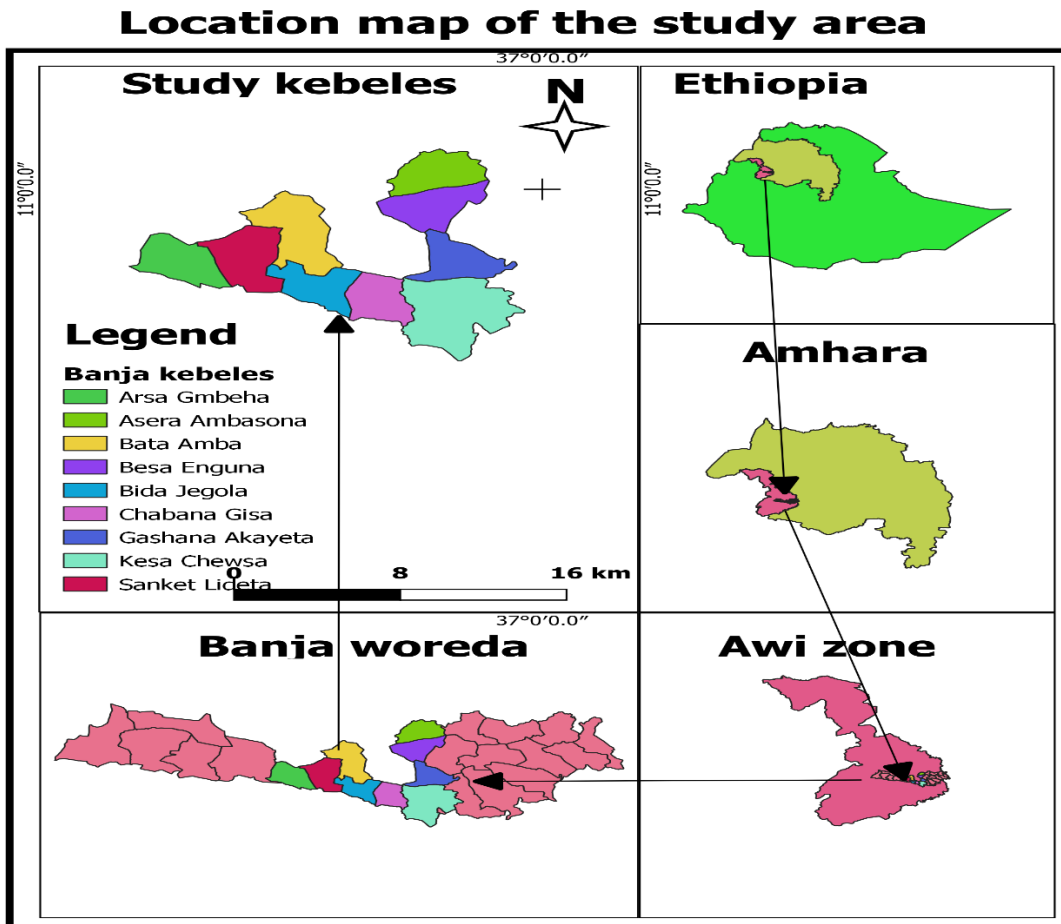 Location map of the study area
37°0'0.0"
Study kebeles
N
11°0'0.0"
Legend
Banja kebeles
Arsa Gmbeha
Asera Ambasona
Bata Amba
Besa Enguna
Bida Jegola
Chabana Gisa
Gashana Akayeta
Kesa Chewsa
Sanket Lideta
0 8 16 km
Ethiopia
11°0'0.0"
Amhara
37°0'0.0"
Banja woreda
Awi zone